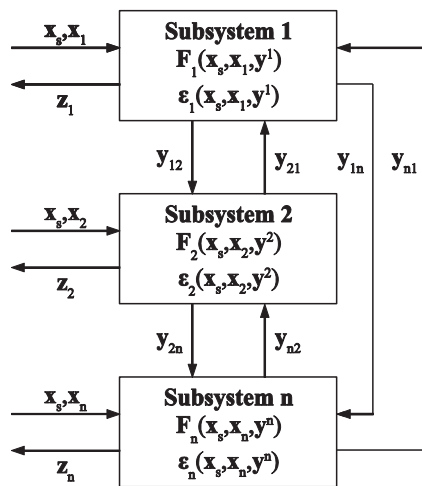 x_s,x_1
Subsystem 1
F_1(x_s,x_1,y^1)
z_1
ε_1(x_s,x_1,y^1)
y_12
y_21
y_1n
y_n1
x_s,x_2
Subsystem 2
F_2(x_s,x_2,y^2)
z_2
ε_2(x_s,x_2,y^2)
y_2n
y_n2
x_s,x_n
Subsystem n
F_n(x_s,x_n,y^n)
z_n
ε_n(x_s,x_n,y^n)